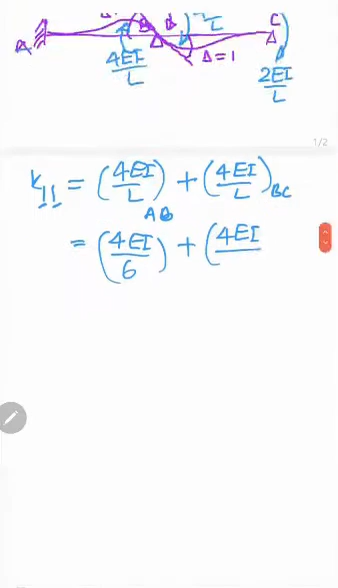 A
4EI/L
Δ
L
Δ=1
C
Δ
2EI/L
1/2
K11 = (4EI/L)AB + (4EI/L)BC
= (4EI/6) + (4EI